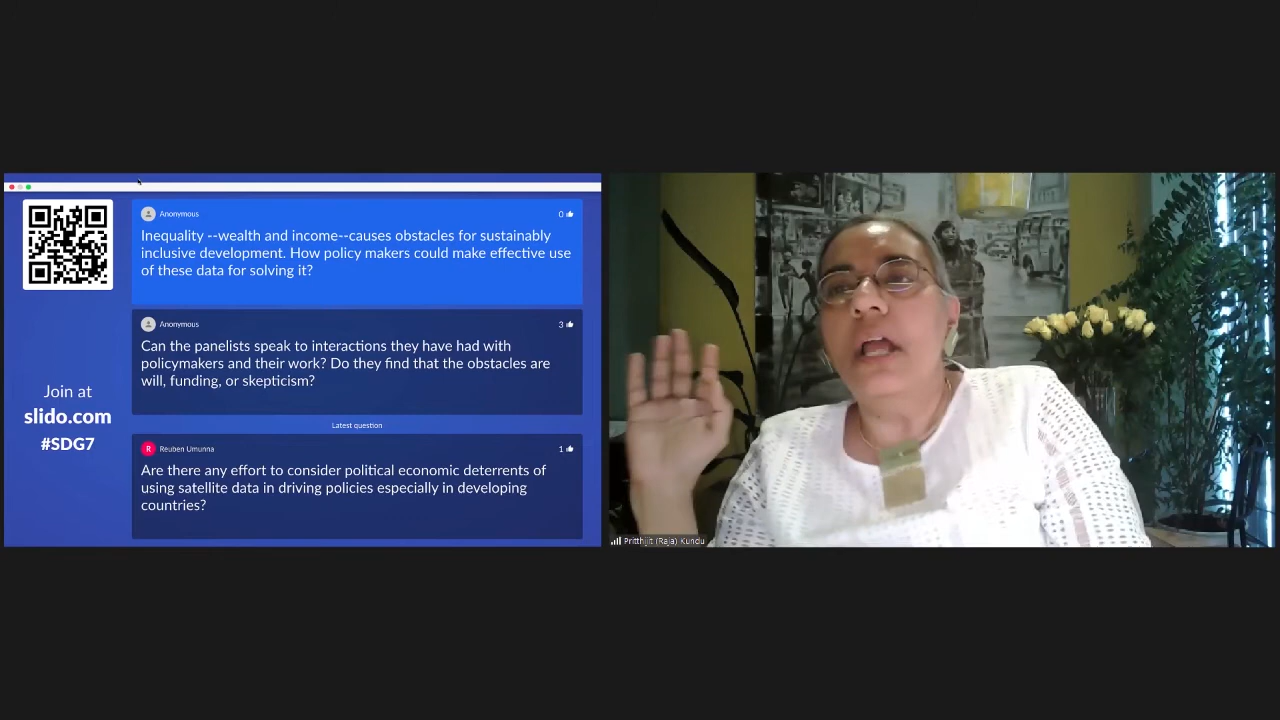 Anonymous
0
Inequality --wealth and income--causes obstacles for sustainably
inclusive development. How policy makers could make effective use
of these data for solving it?
Anonymous
3
Can the panelists speak to interactions they have had with
policymakers and their work? Do they find that the obstacles are
will, funding, or skepticism?
Join at
slido.com
#SDG7
Latest question
R
Reuben Umunna
1
Are there any effort to consider political economic deterrents of
using satellite data in driving policies especially in developing
countries?
Pritthijit (Raja) Kundu